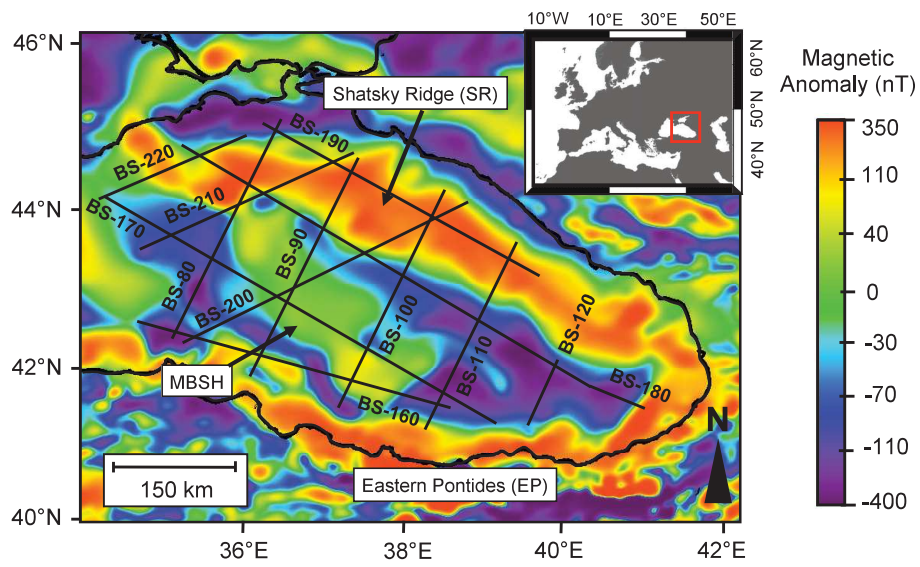 10°W 10°E 30°E 50°E
60°N
50°N
40°N
Magnetic
Anomaly (nT)
350
110
40
0
-30
-70
-110
-400
46°N
44°N
42°N
40°N
36°E 38°E 40°E 42°E
Shatsky Ridge (SR)
BS-190
BS-220
BS-210
BS-170
BS-90
BS-80
BS-200
BS-100
BS-120
BS-110
BS-180
MBSH
BS-160
N
Eastern Pontides (EP)
150 km